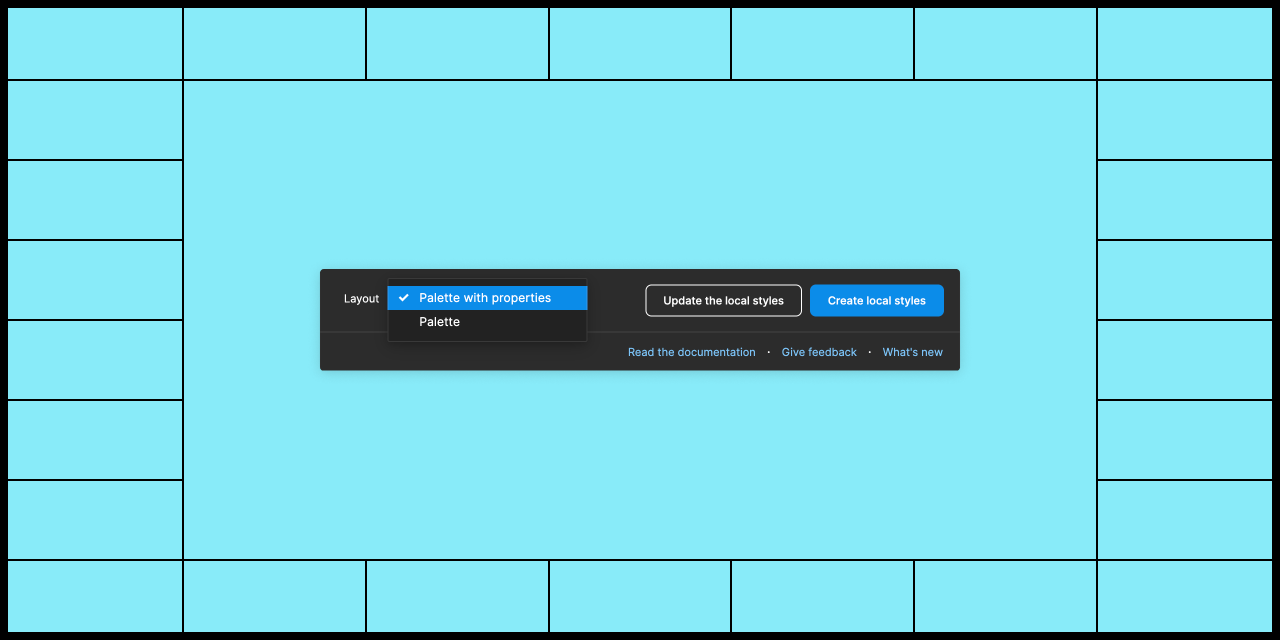 Layout
Palette with properties
Palette
Update the local styles
Create local styles
Read the documentation · Give feedback · What's new